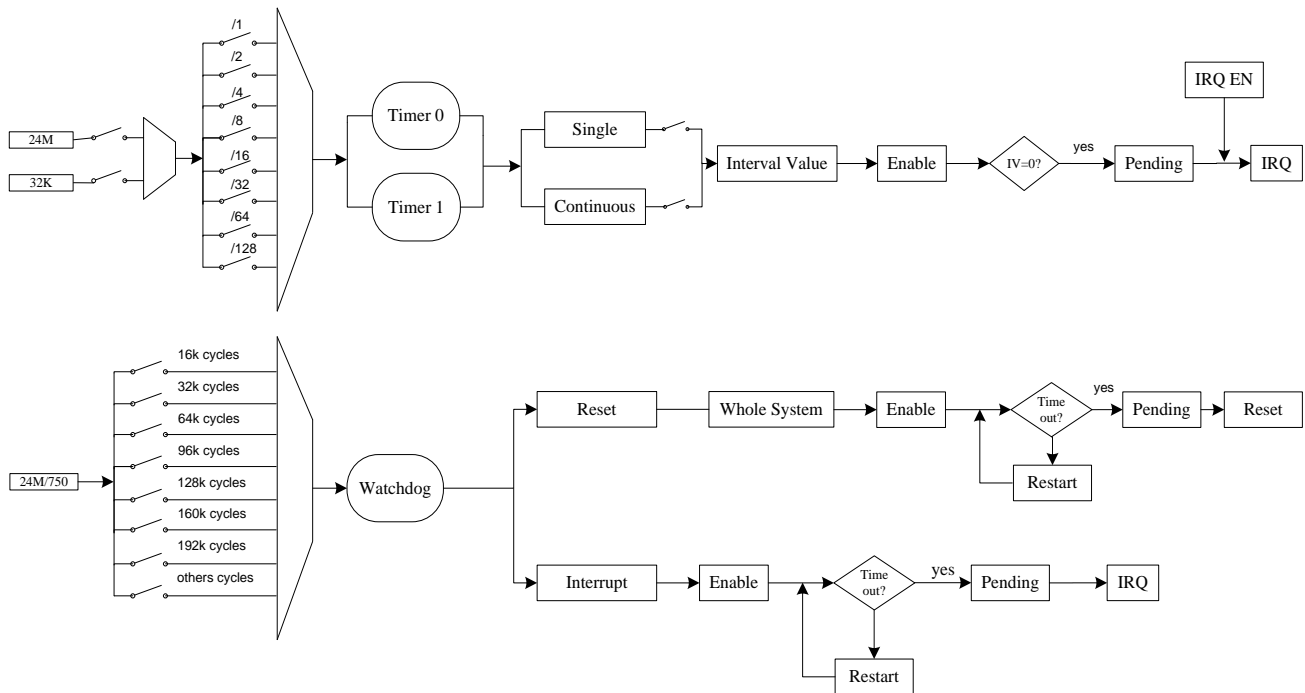 24M
32K
/1
/2
/4
/8
/16
/32
/64
/128
Timer 0
Timer 1
Single
Continuous
Interval Value
Enable
IV=0?
yes
Pending
IRQ EN
IRQ
24M/750
16k cycles
32k cycles
64k cycles
96k cycles
128k cycles
160k cycles
192k cycles
others cycles
Watchdog
Reset
Whole System
Enable
Time
out?
yes
Pending
Reset
Restart
Interrupt
Enable
Time
out?
yes
Pending
IRQ
Restart